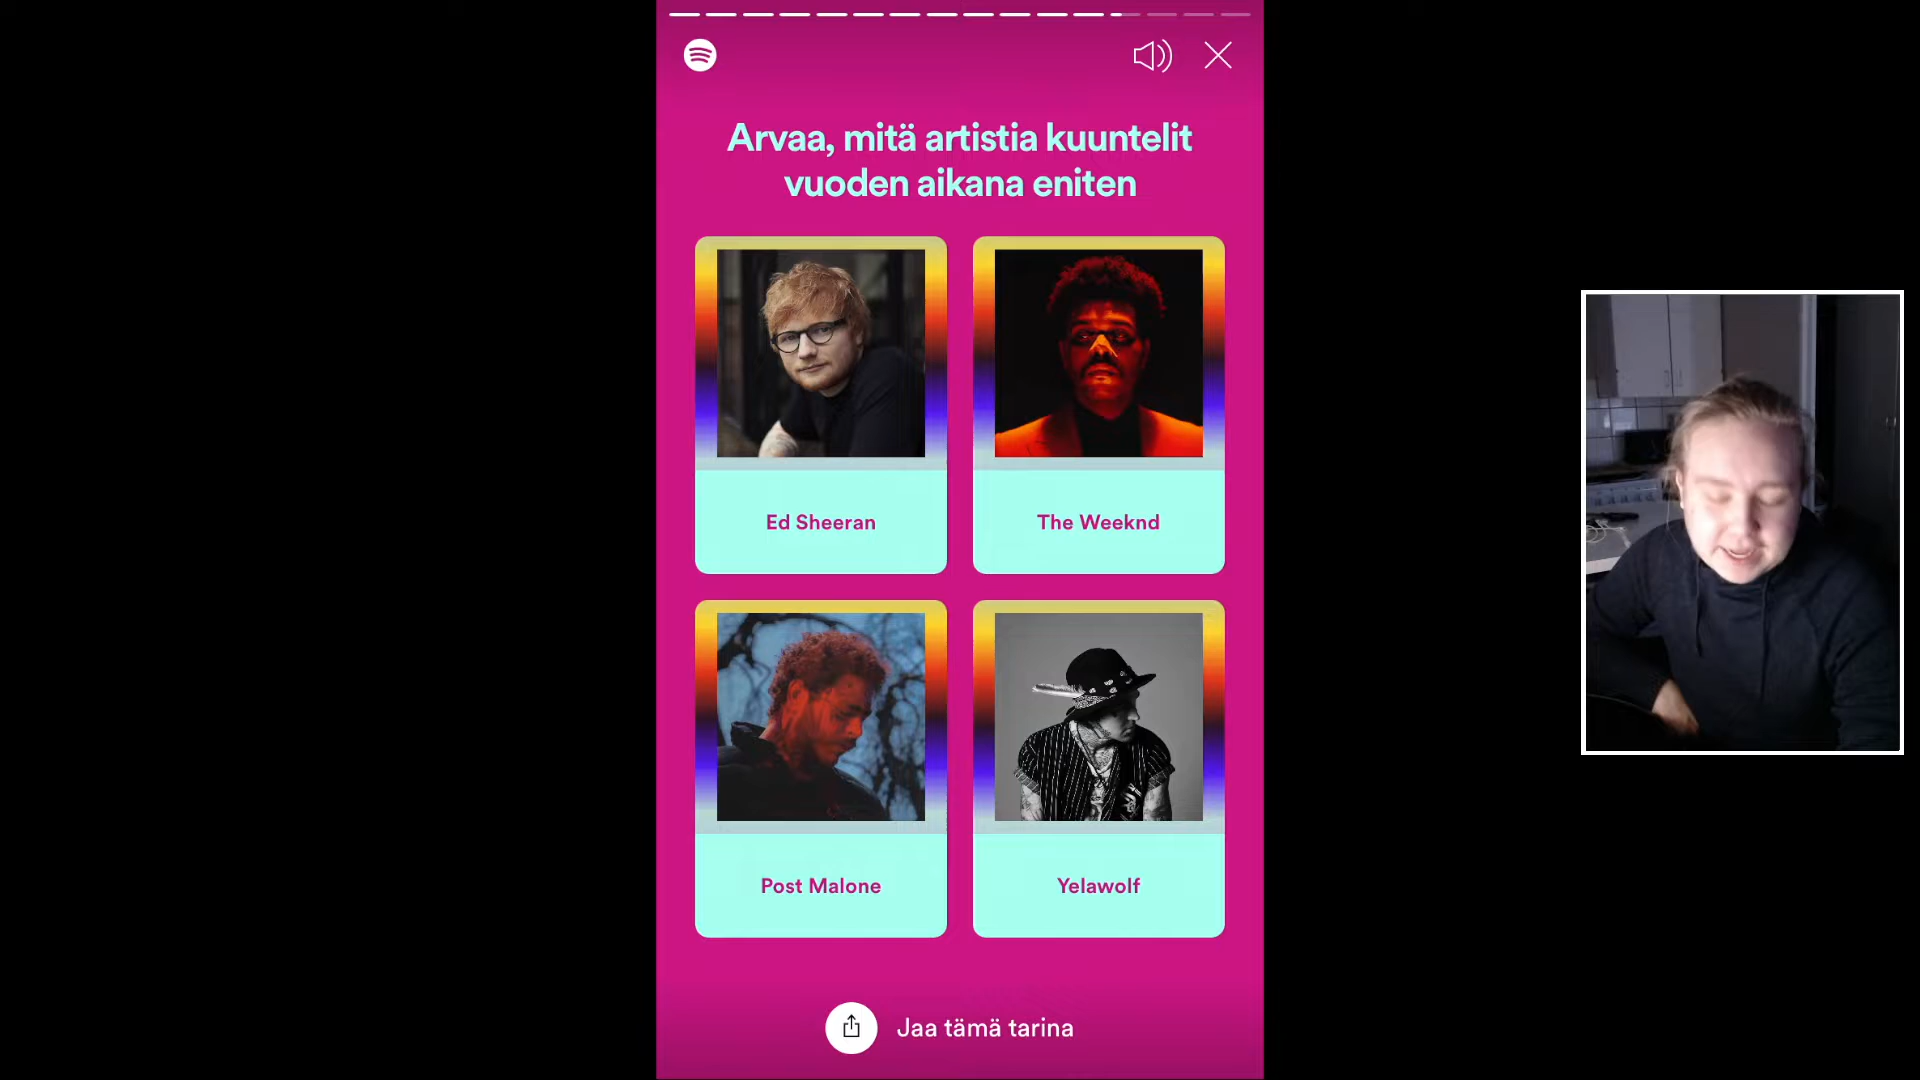 Arvaa, mitä artistia kuuntelit
vuoden aikana eniten
Ed Sheeran
The Weeknd
Post Malone
Yelawolf
Jaa tämä tarina